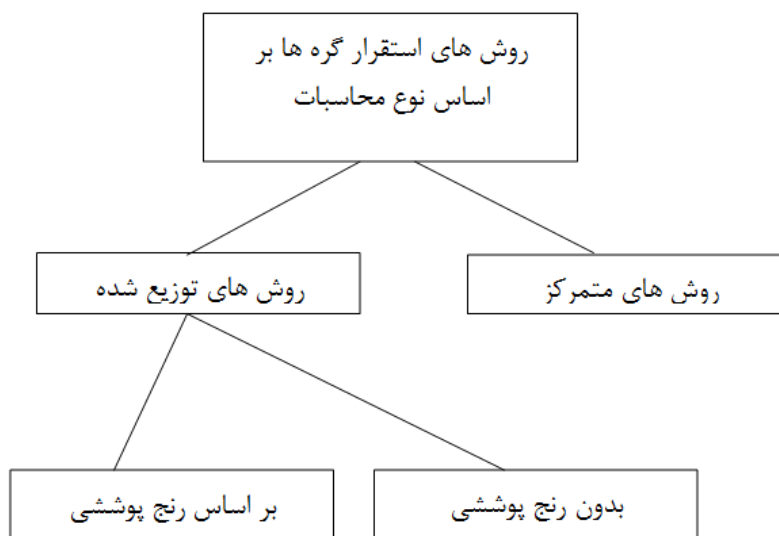 روش های استقرار گره ها بر
اساس نوع محاسبات
روش های متمرکز
روش های توزیع شده
بدون رنج پوششی
بر اساس رنج پوششی